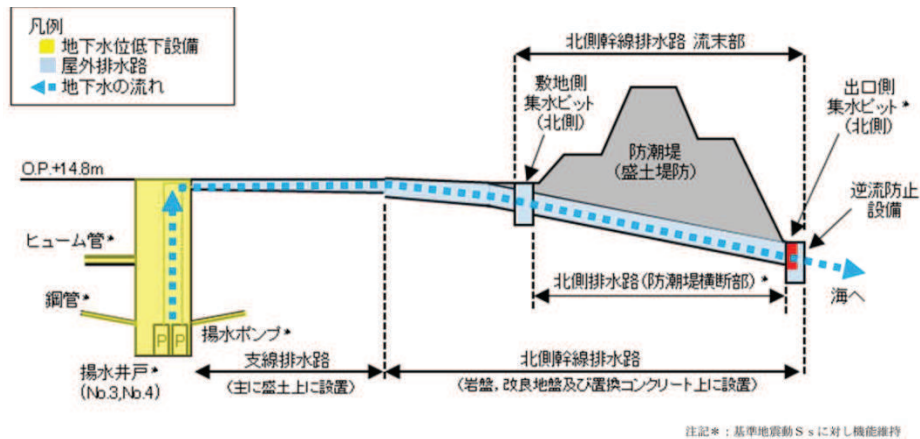 凡例
地下水位低下設備
屋外排水路
地下水の流れ
北側幹線排水路 流末部
敷地側
集水ピット
(北側)
出口側
集水ピット*
(北側)
防潮堤
(盛土堤防)
O.P.+14.8m
逆流防止
設備
ヒューム管*
北側排水路(防潮堤横断部)*
海へ
鋼管*
P P
揚水ポンプ*
揚水井戸*
(No.3,No.4)
支線排水路
(主に盛土上に設置)
北側幹線排水路
(岩盤,改良地盤及び置換コンクリート上に設置)
注記*:基準地震動Ssに対し機能維持